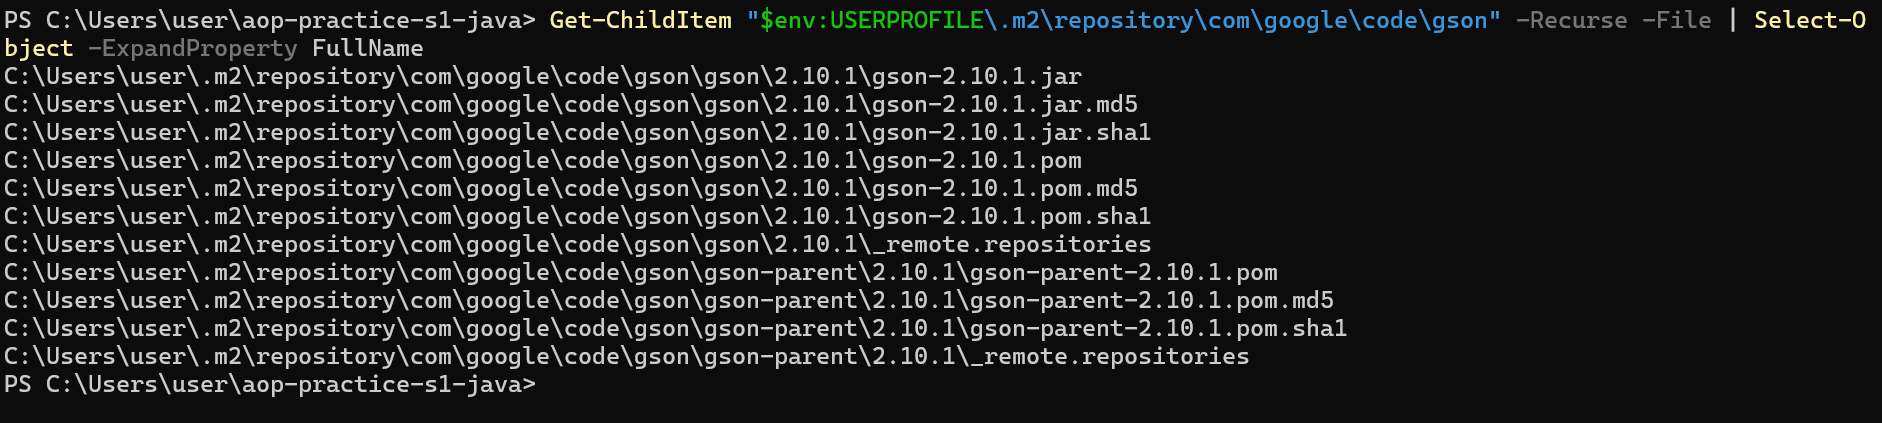 PS C:\Users\user\aop-practice-s1-java> Get-ChildItem "$env:USERPROFILE\.m2\repository\com\google\code\gson" -Recurse -File | Select-O
bject -ExpandProperty FullName
C:\Users\user\.m2\repository\com\google\code\gson\gson\2.10.1\gson-2.10.1.jar
C:\Users\user\.m2\repository\com\google\code\gson\gson\2.10.1\gson-2.10.1.jar.md5
C:\Users\user\.m2\repository\com\google\code\gson\gson\2.10.1\gson-2.10.1.jar.sha1
C:\Users\user\.m2\repository\com\google\code\gson\gson\2.10.1\gson-2.10.1.pom
C:\Users\user\.m2\repository\com\google\code\gson\gson\2.10.1\gson-2.10.1.pom.md5
C:\Users\user\.m2\repository\com\google\code\gson\gson\2.10.1\gson-2.10.1.pom.sha1
C:\Users\user\.m2\repository\com\google\code\gson\gson\2.10.1\_remote.repositories
C:\Users\user\.m2\repository\com\google\code\gson\gson-parent\2.10.1\gson-parent-2.10.1.pom
C:\Users\user\.m2\repository\com\google\code\gson\gson-parent\2.10.1\gson-parent-2.10.1.pom.md5
C:\Users\user\.m2\repository\com\google\code\gson\gson-parent\2.10.1\gson-parent-2.10.1.pom.sha1
C:\Users\user\.m2\repository\com\google\code\gson\gson-parent\2.10.1\_remote.repositories
PS C:\Users\user\aop-practice-s1-java>